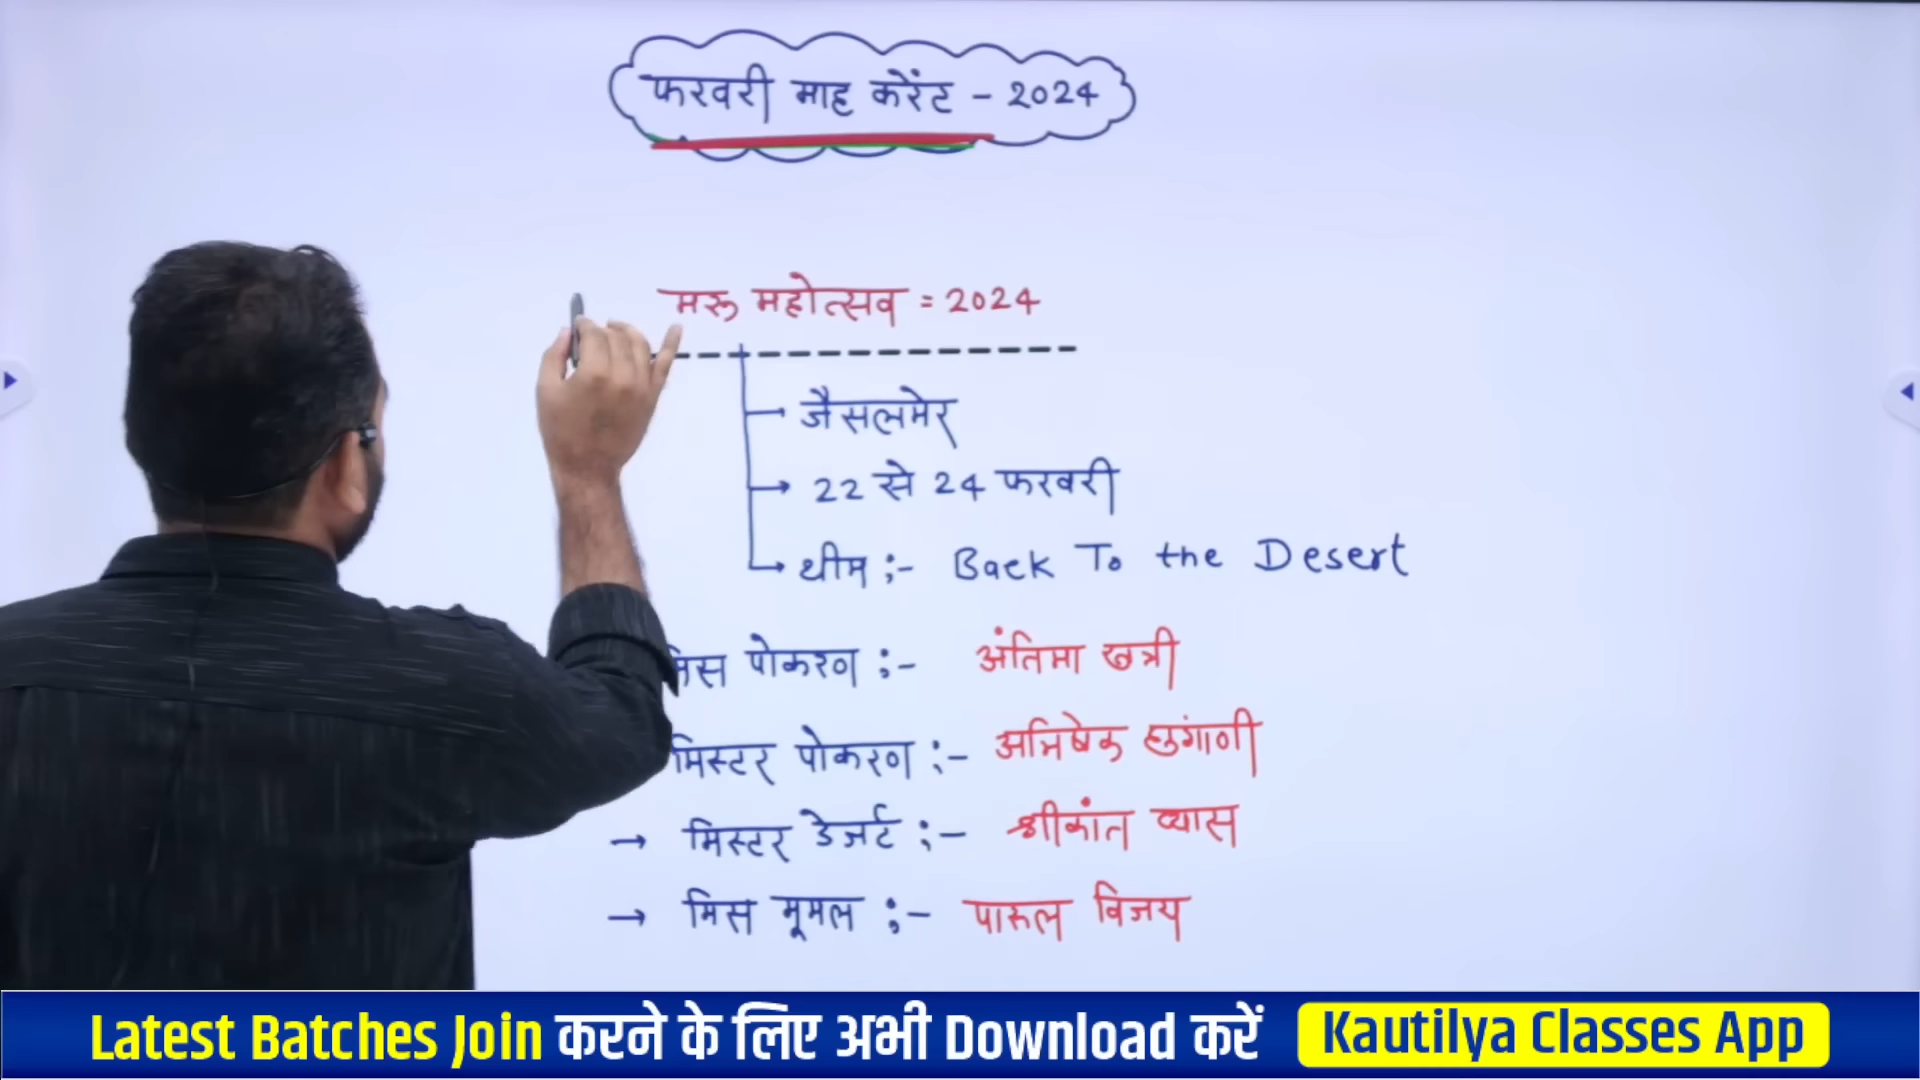 फरवरी माह करेंट - 2024
मरू महोत्सव = 2024
जैसलमेर
22 से 24 फरवरी
थीम :- Back To the Desert
मिस पोकरण :- अंतिमा खत्री
मिस्टर पोकरण :- अभिषेक छुगांणी
→ मिस्टर डेजर्ट :- श्रीकांत व्यास
→ मिस मूमल :- पारूल विजय
Latest Batches Join करने के लिए अभी Download करें Kautilya Classes App